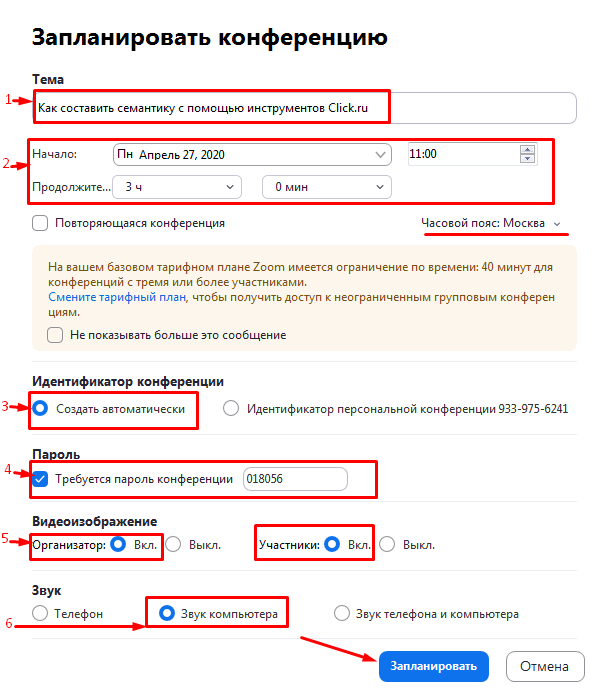 Запланировать конференцию
Тема
1 Как составить семантику с помощью инструментов Click.ru
2 Начало: Пн Апрель 27, 2020 11:00
Продолжите... 3 ч 0 мин
Повторяющаяся конференция Часовой пояс: Москва
На вашем базовом тарифном плане Zoom имеется ограничение по времени: 40 минут для
конференций с тремя или более участниками.
Смените тарифный план, чтобы получить доступ к неограниченным групповым конферен
циям.
Не показывать больше это сообщение
Идентификатор конференции
3 Создать автоматически Идентификатор персональной конференции 933-975-6241
Пароль
4 Требуется пароль конференции 018056
Видеоизображение
5 Организатор: Вкл. Выкл. Участники: Вкл. Выкл.
Звук
Телефон Звук компьютера Звук телефона и компьютера
6
Запланировать Отмена